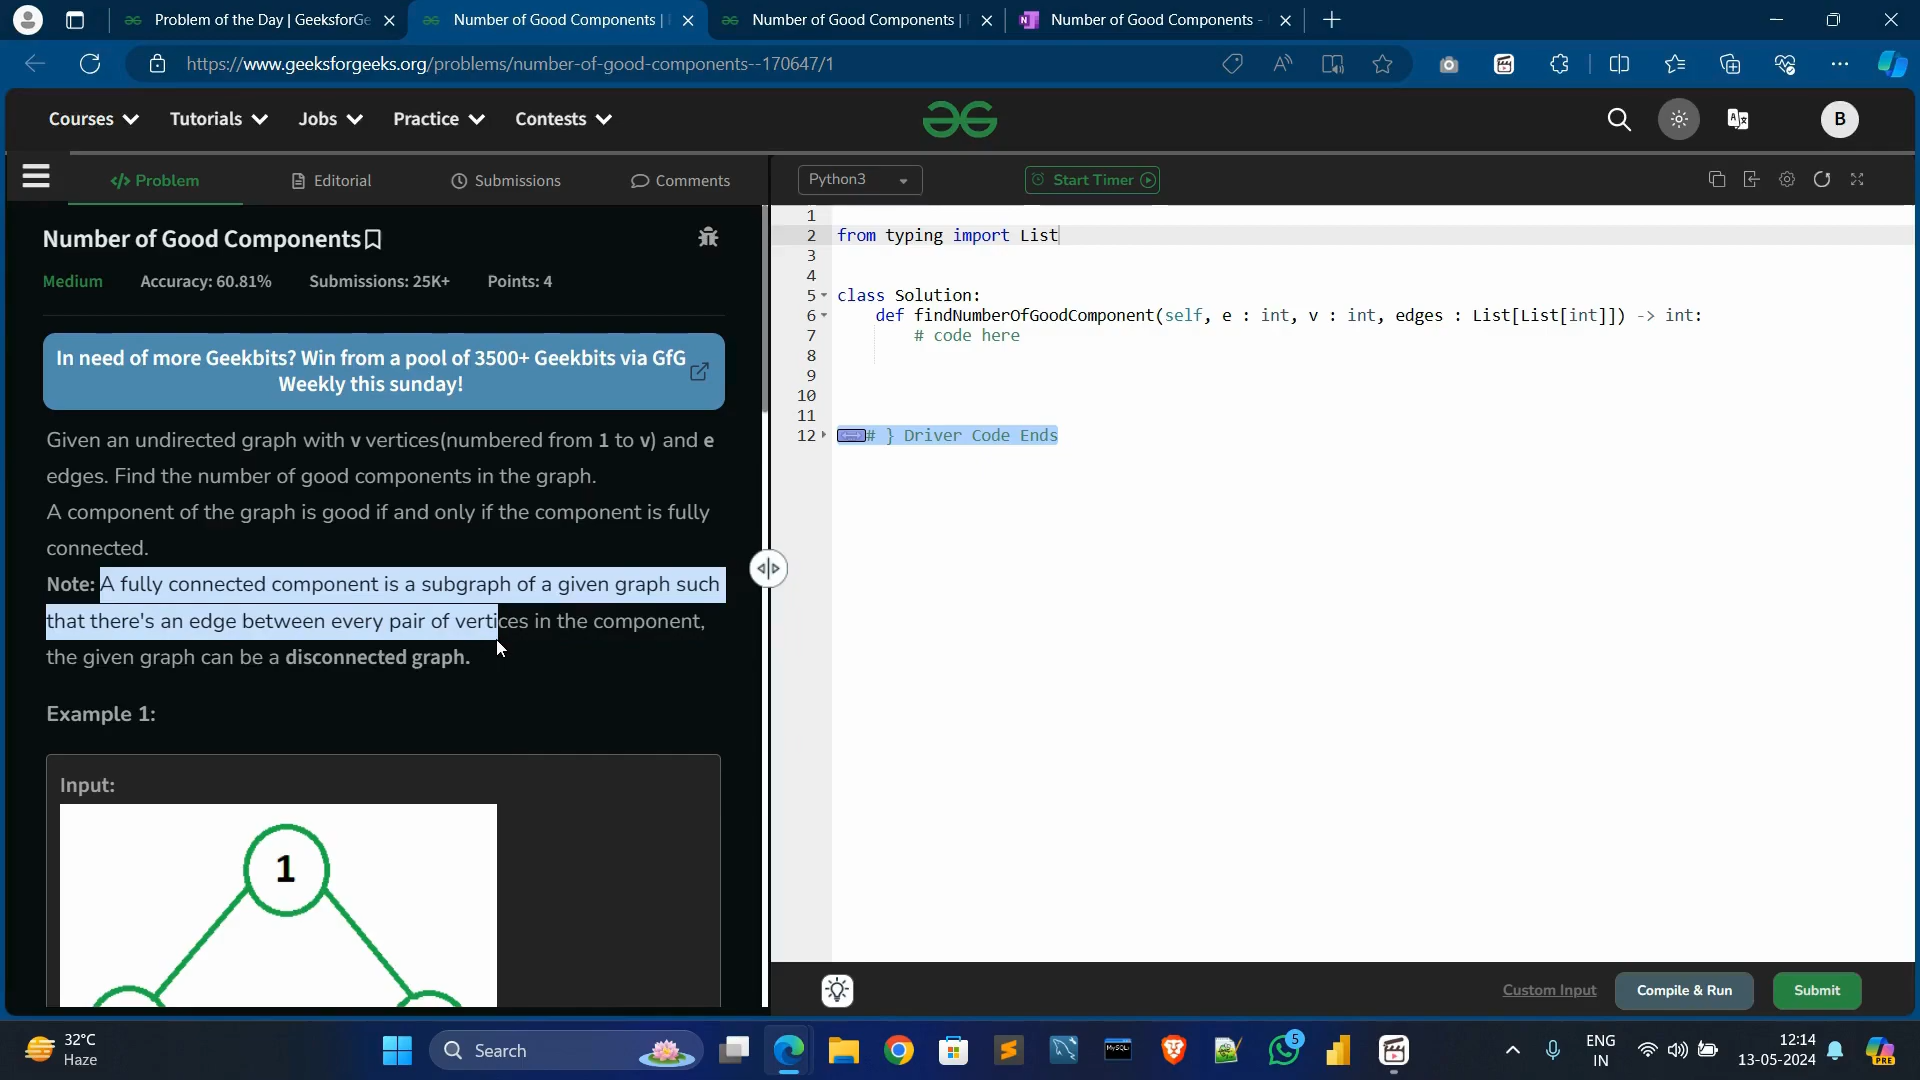 Problem of the Day | GeeksforGe
Number of Good Components |
Number of Good Components |
Number of Good Components -
https://www.geeksforgeeks.org/problems/number-of-good-components--170647/1
Courses
Tutorials
Jobs
Practice
Contests
B
</> Problem
Editorial
Submissions
Comments
Python3
Start Timer
Number of Good Components
Medium
Accuracy: 60.81%
Submissions: 25K+
Points: 4
In need of more Geekbits? Win from a pool of 3500+ Geekbits via GfG
Weekly this sunday!
Given an undirected graph with v vertices(numbered from 1 to v) and e
edges. Find the number of good components in the graph.
A component of the graph is good if and only if the component is fully
connected.
Note: A fully connected component is a subgraph of a given graph such
that there's an edge between every pair of vertices in the component,
the given graph can be a disconnected graph.
Example 1:
Input:
1
1
2 from typing import List
3
4
5 class Solution:
6 def findNumberOfGoodComponent(self, e : int, v : int, edges : List[List[int]]) -> int:
7 # code here
8
9
10
11
12 # } Driver Code Ends
Custom Input
Compile & Run
Submit
32°C
Haze
Search
MySQL
5
ENG
IN
12:14
13-05-2024
PRE